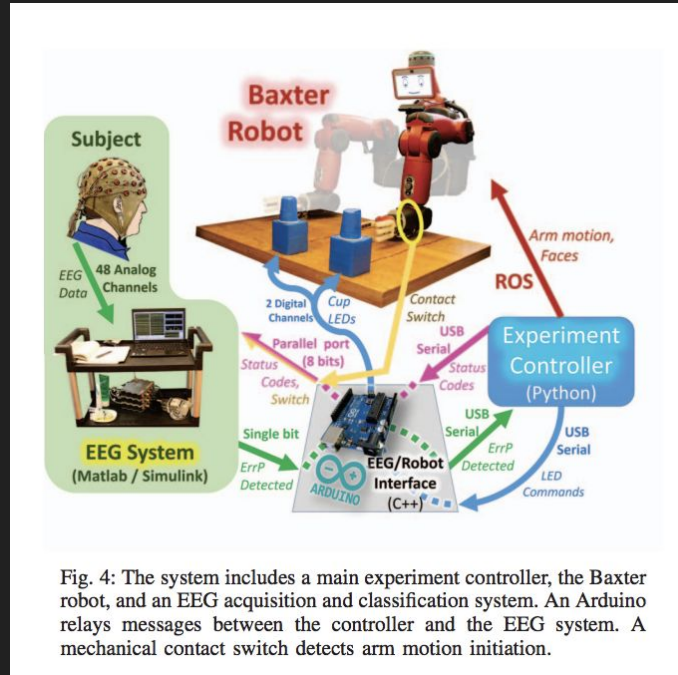 Baxter
Robot
Subject
EEG
Data
48 Analog
Channels
2 Digital
Channels
Cup
LEDs
Contact
Switch
Arm motion,
Faces
ROS
Parallel port
(8 bits)
Status
Codes,
Switch
USB
Serial
Status
Codes
Experiment
Controller
(Python)
EEG System
(Matlab / Simulink)
Single bit
ErrP
Detected
ARDUINO
EEG/Robot
Interface
(C++)
USB
Serial
ErrP
Detected
USB
Serial
LED
Commands
Fig. 4: The system includes a main experiment controller, the Baxter
robot, and an EEG acquisition and classification system. An Arduino
relays messages between the controller and the EEG system. A
mechanical contact switch detects arm motion initiation.